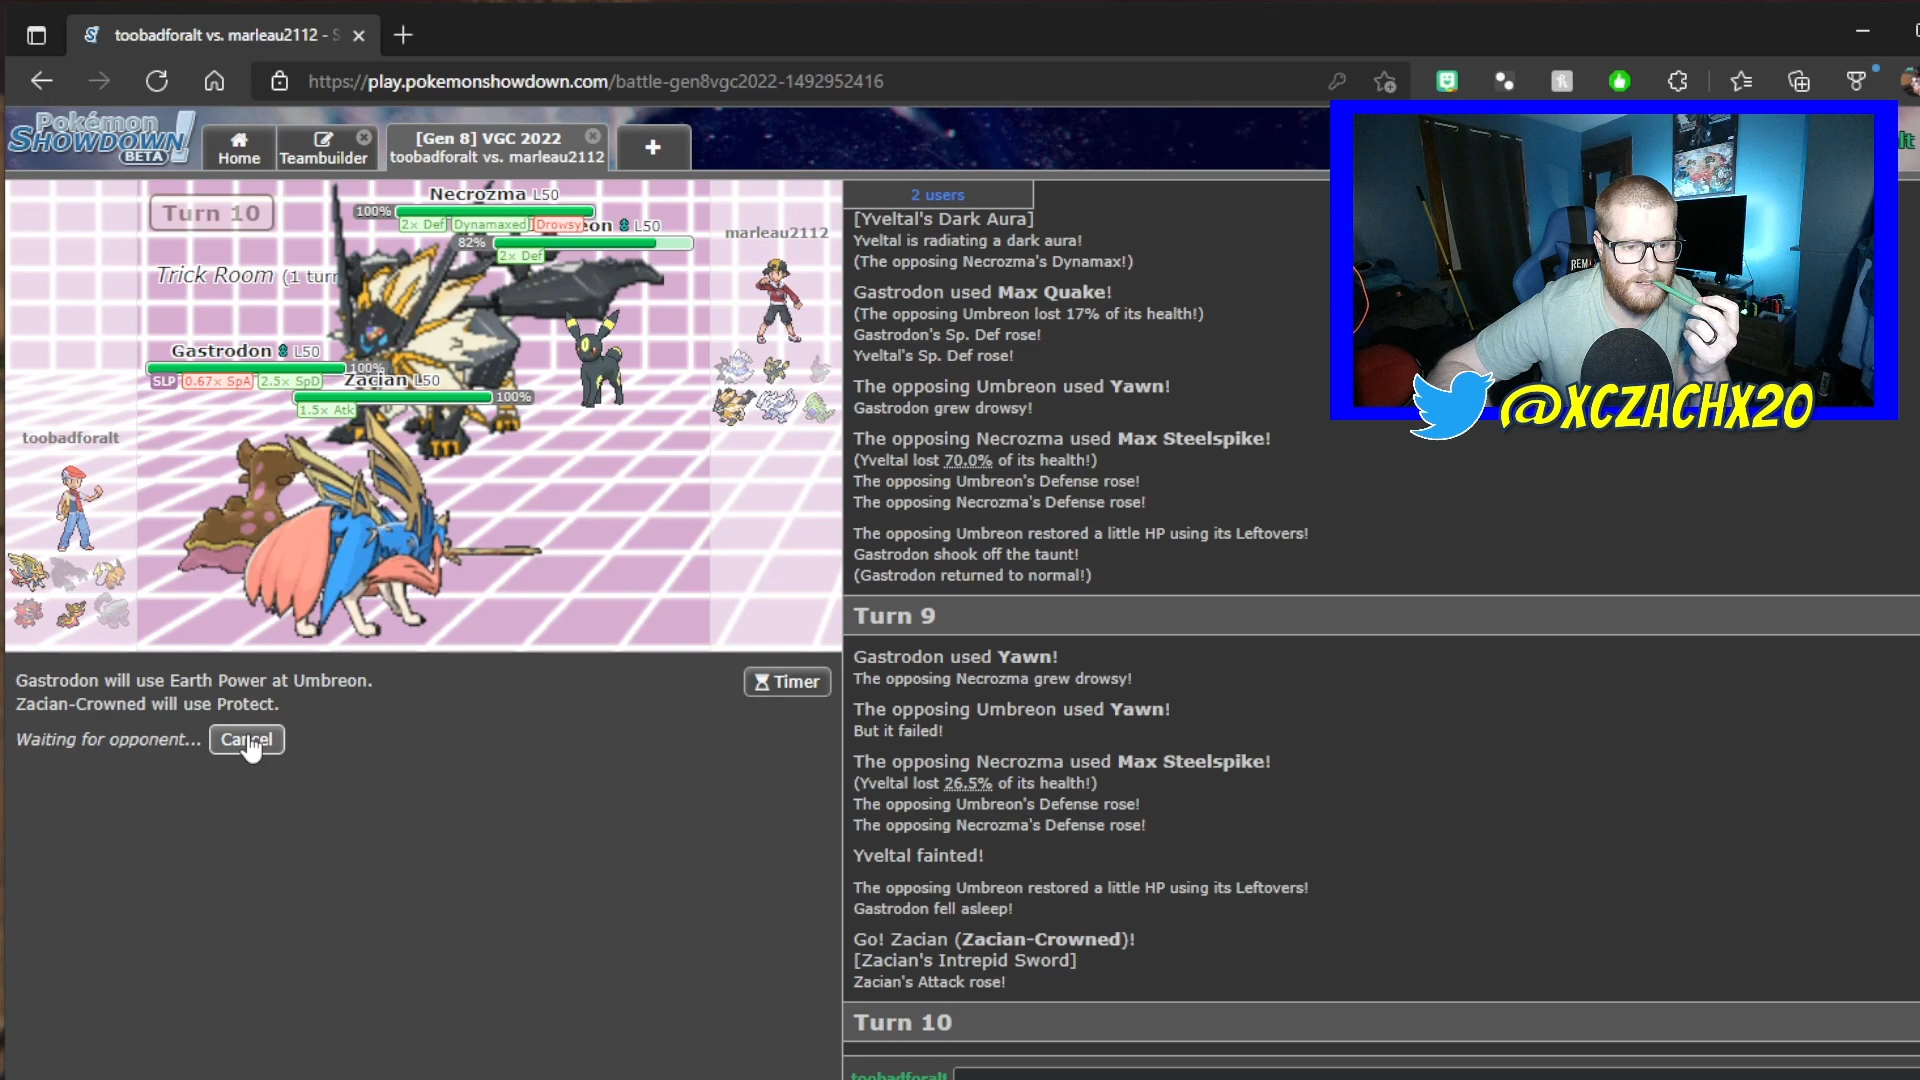 toobadforalt vs. marleau2112 - S
https://play.pokemonshowdown.com/battle-gen8vgc2022-1492952416
Pokémon
SHOWDOWN!
BETA
Home
Teambuilder
[Gen 8] VGC 2022
toobadforalt vs. marleau2112
Turn 10
Necrozma L50
100%
2× Def Dynamaxed Drowsy
eon L50
82%
2× Def
marleau2112
Trick Room (1 turn
Gastrodon L50
100%
SLP 0.67× SpA 2.5× SpD
Zacian L50
100%
1.5× Atk
toobadforalt
Gastrodon will use Earth Power at Umbreon.
Zacian-Crowned will use Protect.
Waiting for opponent... Cancel
Timer
2 users
[Yveltal's Dark Aura]
Yveltal is radiating a dark aura!
(The opposing Necrozma's Dynamax!)
Gastrodon used Max Quake!
(The opposing Umbreon lost 17% of its health!)
Gastrodon's Sp. Def rose!
Yveltal's Sp. Def rose!
The opposing Umbreon used Yawn!
Gastrodon grew drowsy!
The opposing Necrozma used Max Steelspike!
(Yveltal lost 70.0% of its health!)
The opposing Umbreon's Defense rose!
The opposing Necrozma's Defense rose!
The opposing Umbreon restored a little HP using its Leftovers!
Gastrodon shook off the taunt!
(Gastrodon returned to normal!)
Turn 9
Gastrodon used Yawn!
The opposing Necrozma grew drowsy!
The opposing Umbreon used Yawn!
But it failed!
The opposing Necrozma used Max Steelspike!
(Yveltal lost 26.5% of its health!)
The opposing Umbreon's Defense rose!
The opposing Necrozma's Defense rose!
Yveltal fainted!
The opposing Umbreon restored a little HP using its Leftovers!
Gastrodon fell asleep!
Go! Zacian (Zacian-Crowned)!
[Zacian's Intrepid Sword]
Zacian's Attack rose!
Turn 10
toobadforalt
@XCZACHX20
lt